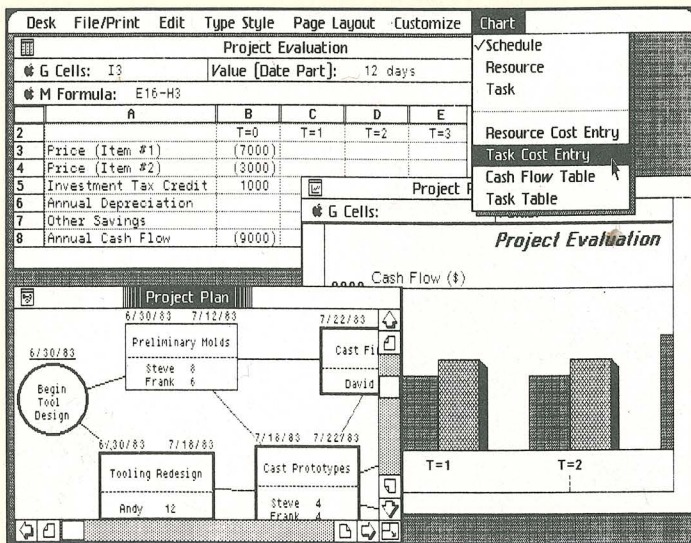 Desk File/Print Edit Type Style Page Layout Customize Chart
✓Schedule
Resource
Task
Resource Cost Entry
Task Cost Entry
Cash Flow Table
Task Table
Project Evaluation
G Cells: I3 Value (Date Part): 12 days
M Formula: E16-H3
A B C D E
2 T=0 T=1 T=2 T=3
3 Price (Item #1) (7000)
4 Price (Item #2) (3000)
5 Investment Tax Credit 1000
6 Annual Depreciation
7 Other Savings
8 Annual Cash Flow (9000)
Project
G Cells:
Project Evaluation
Cash Flow ($)
T=1 T=2
Project Plan
6/30/83 7/12/83 7/22/83
Preliminary Molds
Steve 8
Frank 6
Cast Fi
David
6/30/83
Begin
Tool
Design
6/30/83 7/18/83 7/18/83 7/22/83
Tooling Redesign
Andy 12
Cast Prototypes
Steve 4
Frank 4